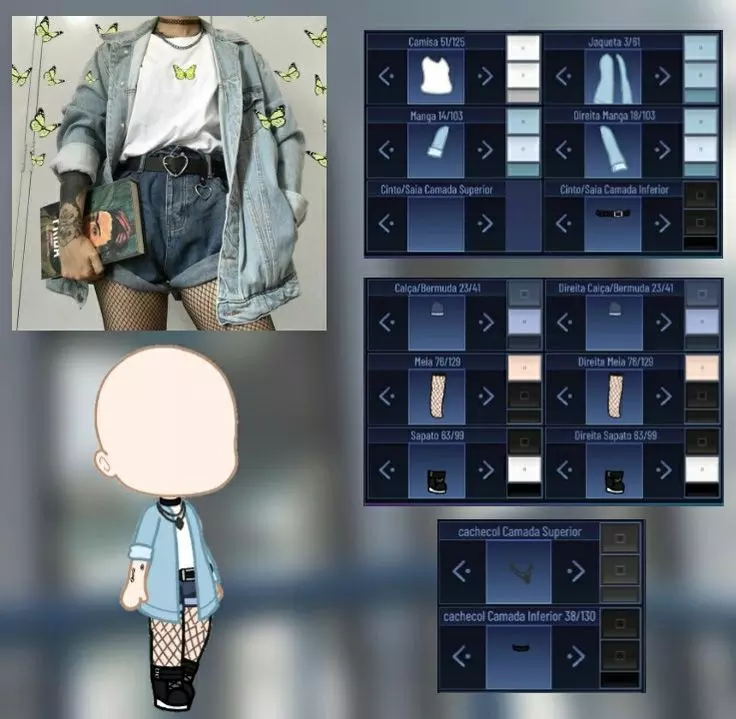 Camisa 51/125
Jaqueta 3/61
Manga 14/103
Direita Manga 18/103
Cinto/Saia Camada Superior
Cinto/Saia Camada Inferior
Calça/Bermuda 23/41
Direita Calça/Bermuda 23/41
Meia 76/129
Direita Meia 76/129
Sapato 63/99
Direita Sapato 63/99
cachecol Camada Superior
cachecol Camada Inferior 38/130